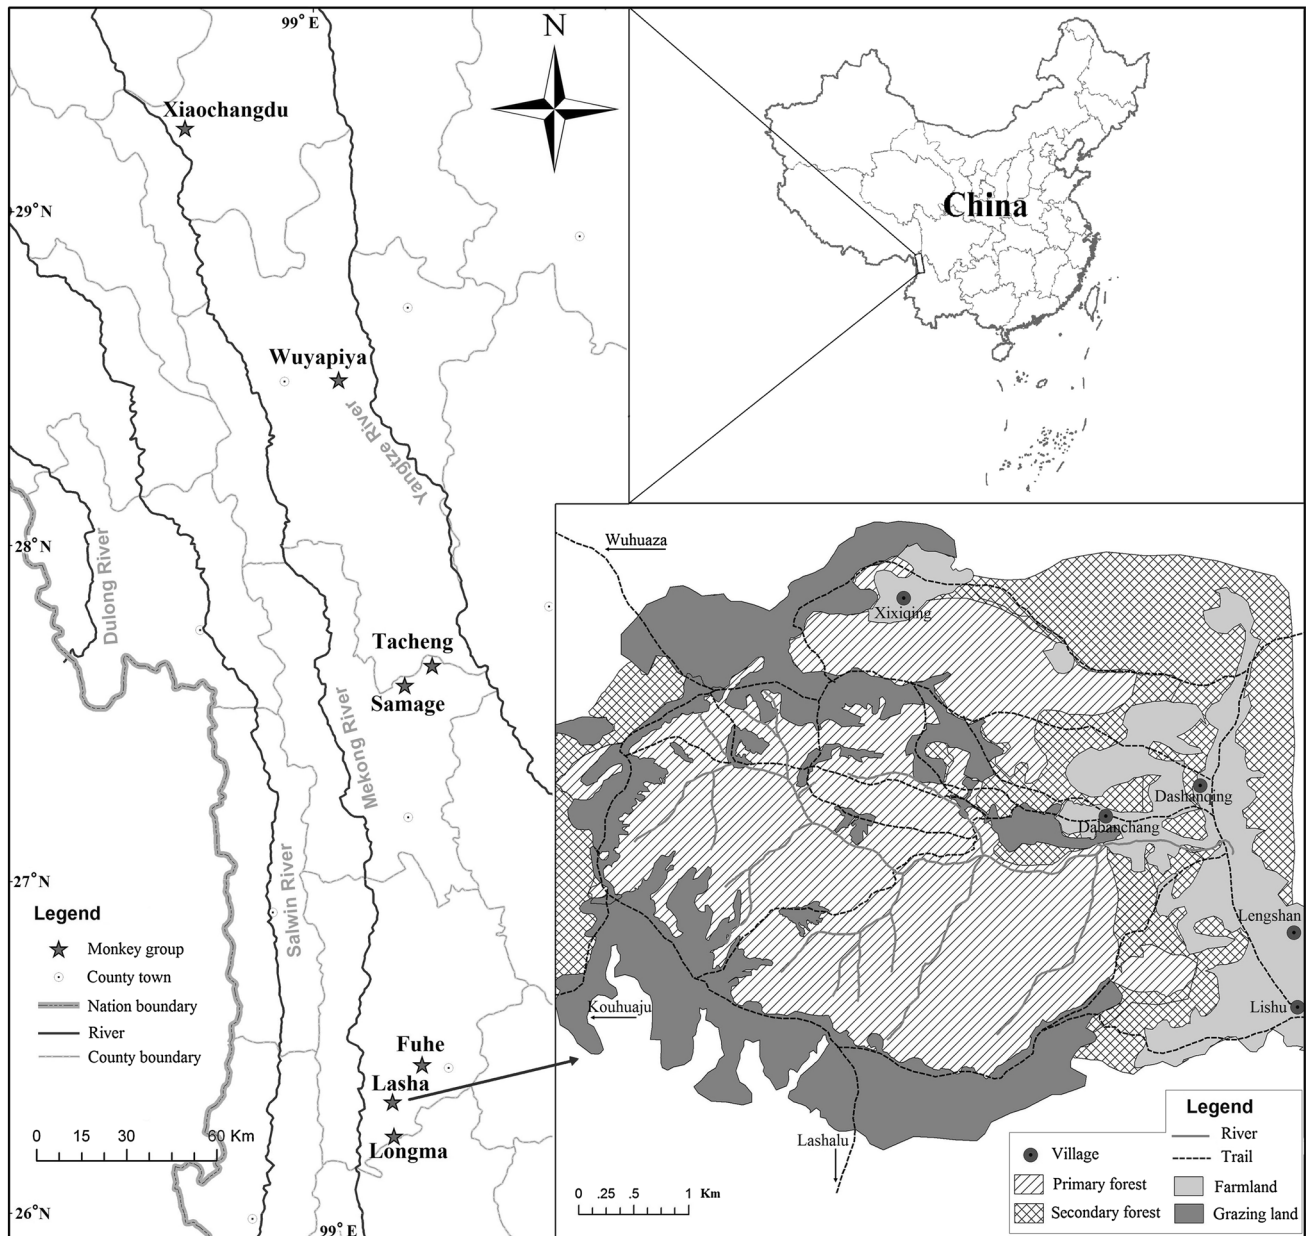 99° E
N
Xiaochangdu
29°N
China
Wuyapiya
Yangtze River
28°N
Dulong River
Tacheng
Samage
Mekong River
Salwin River
27°N
Legend
Monkey group
County town
Nation boundary
River
County boundary
Fuhe
Lasha
Longma
0 15 30 60 Km
26°N
99° E
Wuhuaza
Xixiqing
Dashanqing
Dabanchang
Lengshan
Kouhuaju
Lishu
Lashalu
0 .25 .5 1 Km
Legend
River
Village
Trail
Primary forest
Farmland
Secondary forest
Grazing land